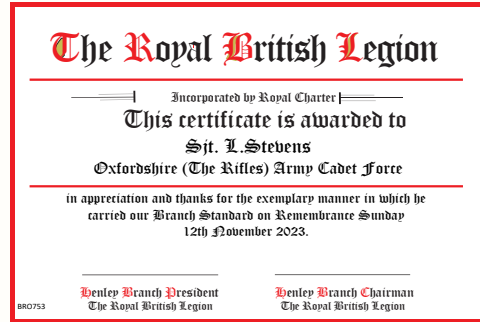 The Royal British Legion
Incorporated by Royal Charter
This certificate is awarded to
Sjt. L.Stevens
Oxfordshire (The Rifles) Army Cadet Force
in appreciation and thanks for the exemplary manner in which he
carried our Branch Standard on Remembrance Sunday
12th November 2023.
Henley Branch President
The Royal British Legion
Henley Branch Chairman
The Royal British Legion
BRO753